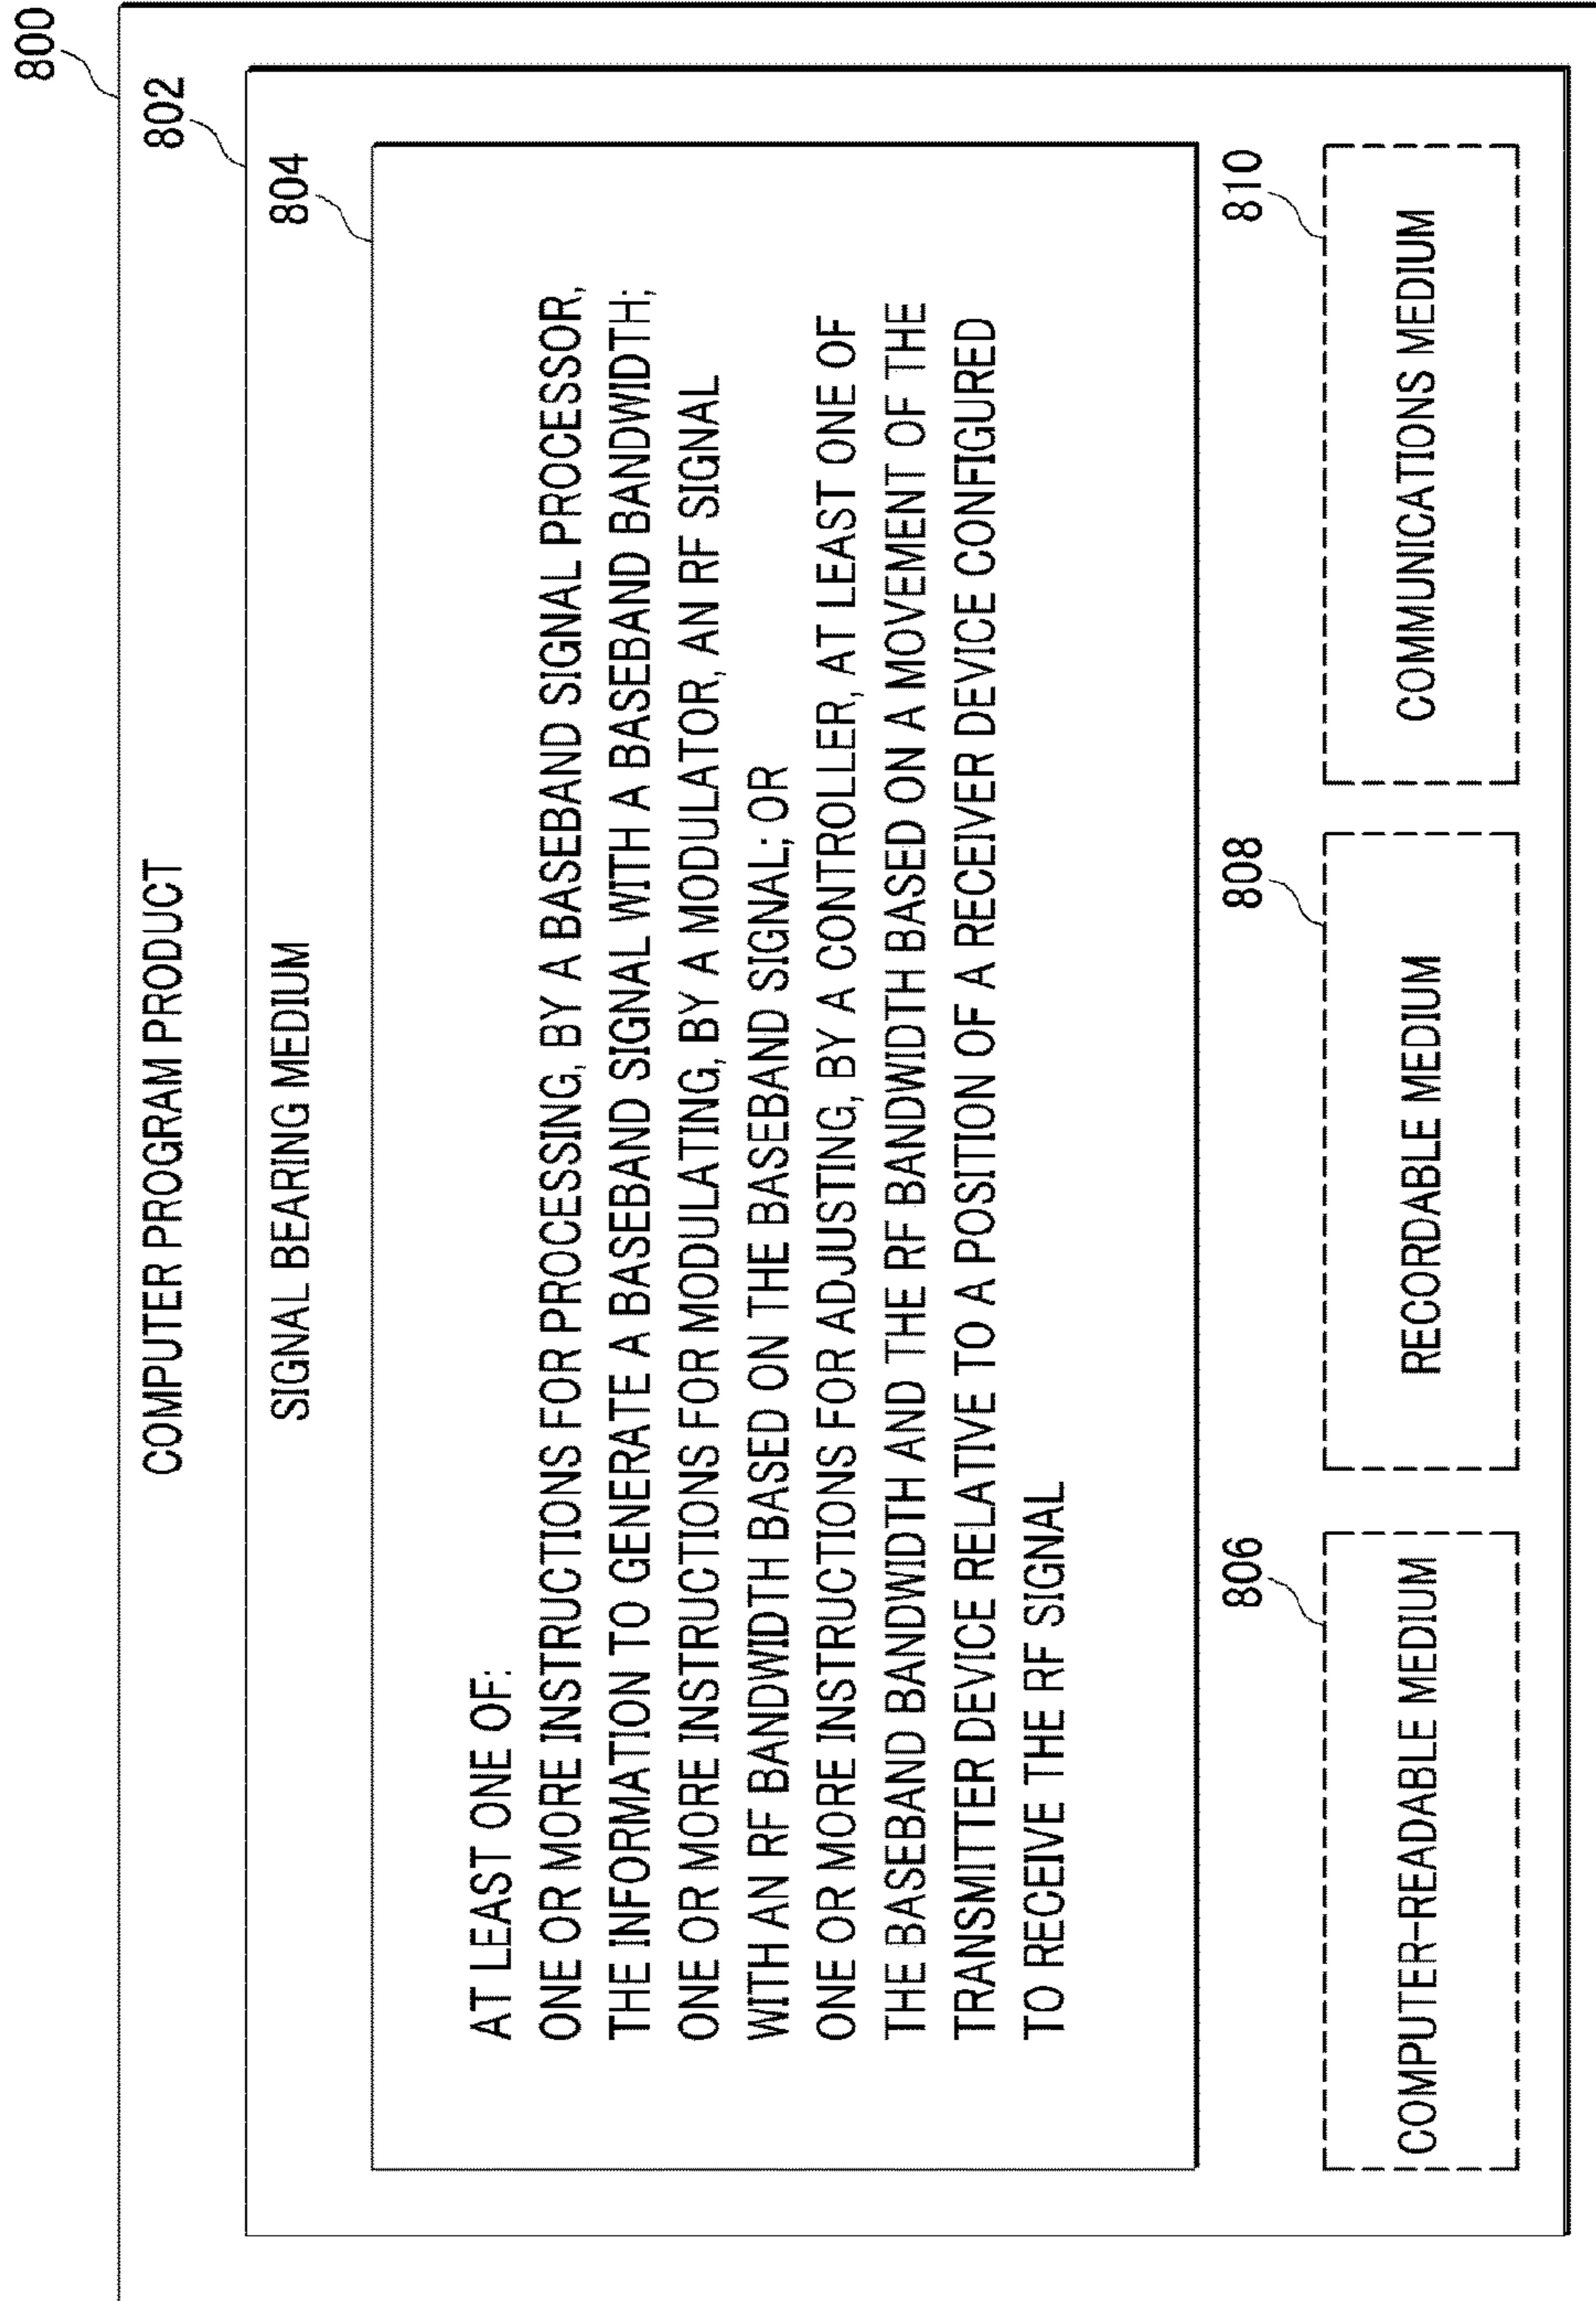 800
COMPUTER PROGRAM PRODUCT
802
SIGNAL BEARING MEDIUM
804
AT LEAST ONE OF:
ONE OR MORE INSTRUCTIONS FOR PROCESSING, BY A BASEBAND SIGNAL PROCESSOR,
THE INFORMATION TO GENERATE A BASEBAND SIGNAL WITH A BASEBAND BANDWIDTH;
ONE OR MORE INSTRUCTIONS FOR MODULATING, BY A MODULATOR, AN RF SIGNAL
WITH AN RF BANDWIDTH BASED ON THE BASEBAND SIGNAL; OR
ONE OR MORE INSTRUCTIONS FOR ADJUSTING, BY A CONTROLLER, AT LEAST ONE OF
THE BASEBAND BANDWIDTH AND THE RF BANDWIDTH BASED ON A MOVEMENT OF THE
TRANSMITTER DEVICE RELATIVE TO A POSITION OF A RECEIVER DEVICE CONFIGURED
TO RECEIVE THE RF SIGNAL
806
808
810
COMPUTER-READABLE MEDIUM
RECORDABLE MEDIUM
COMMUNICATIONS MEDIUM